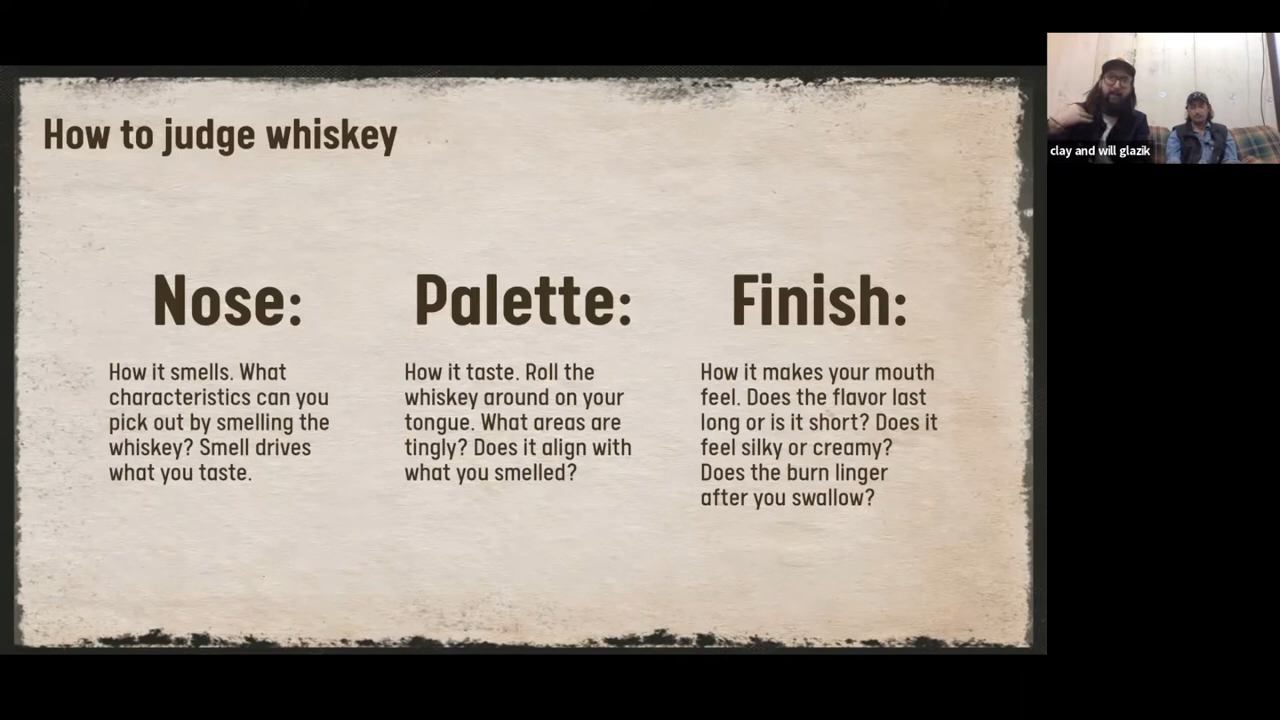 How to judge whiskey
Nose:
How it smells. What
characteristics can you
pick out by smelling the
whiskey? Smell drives
what you taste.
Palette:
How it taste. Roll the
whiskey around on your
tongue. What areas are
tingly? Does it align with
what you smelled?
Finish:
How it makes your mouth
feel. Does the flavor last
long or is it short? Does it
feel silky or creamy?
Does the burn linger
after you swallow?
clay and will glazik